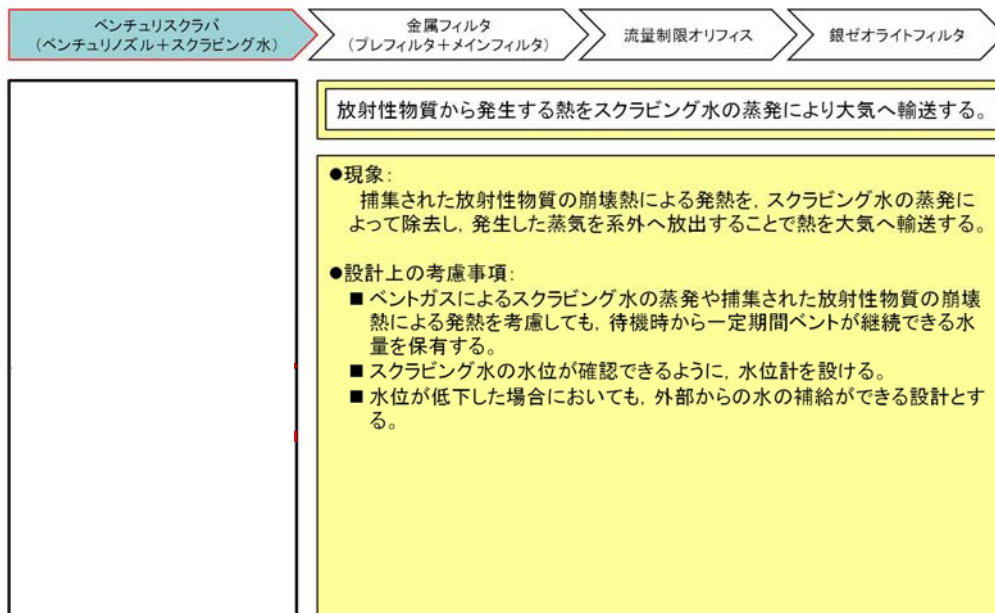 ベンチュリスクラバ
（ベンチュリノズル＋スクラビング水）
金属フィルタ
（プレフィルタ＋メインフィルタ）
流量制限オリフィス
銀ゼオライトフィルタ
放射性物質から発生する熱をスクラビング水の蒸発により大気へ輸送する。
●現象：
捕集された放射性物質の崩壊熱による発熱を，スクラビング水の蒸発に
よって除去し，発生した蒸気を系外へ放出することで熱を大気へ輸送する。
●設計上の考慮事項：
■ ベントガスによるスクラビング水の蒸発や捕集された放射性物質の崩壊
熱による発熱を考慮しても，待機時から一定期間ベントが継続できる水
量を保有する。
■ スクラビング水の水位が確認できるように，水位計を設ける。
■ 水位が低下した場合においても，外部からの水の補給ができる設計とす
る。